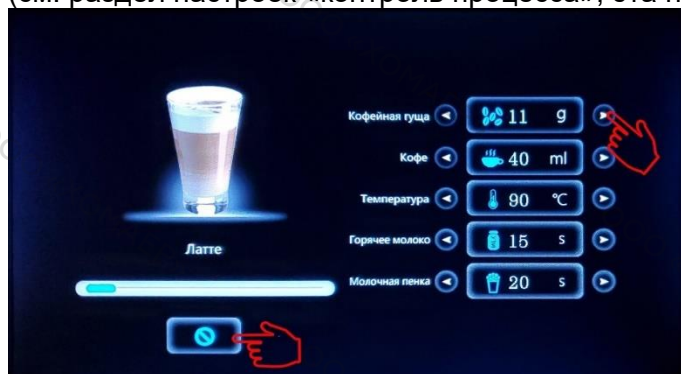 Кофейная гуща 11 g
Кофе 40 ml
Температура 90 ℃
Горячее молоко 15 s
Молочная пенка 20 s
Латте